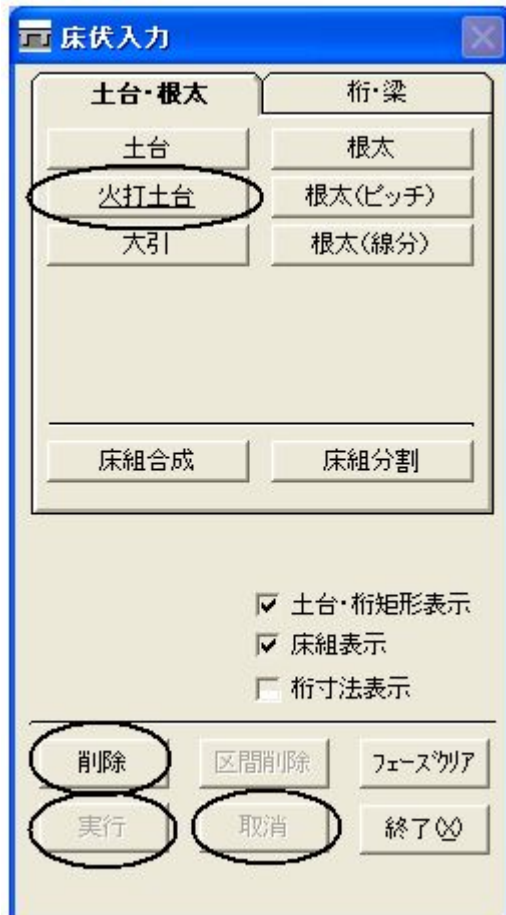 床伏入力
土台・根太 桁・梁
土台 根太
火打土台 根太(ピッチ)
大引 根太(線分)
床組合成 床組分割
土台・桁矩形表示
床組表示
桁寸法表示
削除 区間削除 フェーズクリア
実行 取消 終了(X)